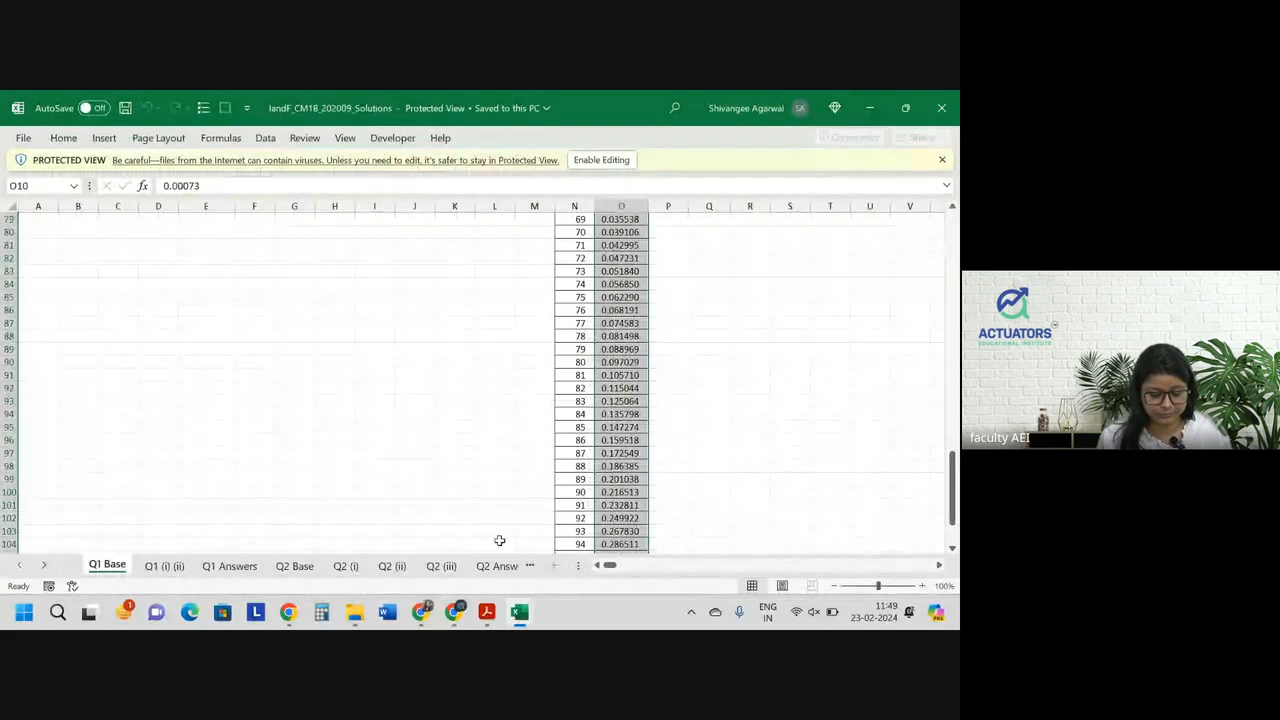 AutoSave Off IandF_CM1B_202009_Solutions - Protected View • Saved to this PC Shivangee Agarwal SA
File Home Insert Page Layout Formulas Data Review View Developer Help Comments Share
PROTECTED VIEW Be careful—files from the Internet can contain viruses. Unless you need to edit, it's safer to stay in Protected View. Enable Editing
O10 fx 0.00073
A B C D E F G H I J K L M N O P Q R S T U V
79 69 0.035538
80 70 0.039106
81 71 0.042995
82 72 0.047231
83 73 0.051840
84 74 0.056850
85 75 0.062290
86 76 0.068191
87 77 0.074583
88 78 0.081498
89 79 0.088969
90 80 0.097029
91 81 0.105710
92 82 0.115044
93 83 0.125064
94 84 0.135798
95 85 0.147274
96 86 0.159518
97 87 0.172549
98 88 0.186385
99 89 0.201038
100 90 0.216513
101 91 0.232811
102 92 0.249922
103 93 0.267830
104 94 0.286511
Q1 Base Q1 (i) (ii) Q1 Answers Q2 Base Q2 (i) Q2 (ii) Q2 (iii) Q2 Answ ...
Ready 100%
1 L W ENG IN 11:49 23-02-2024
ACTUATORS
EDUCATIONAL INSTITUTE
faculty AEI